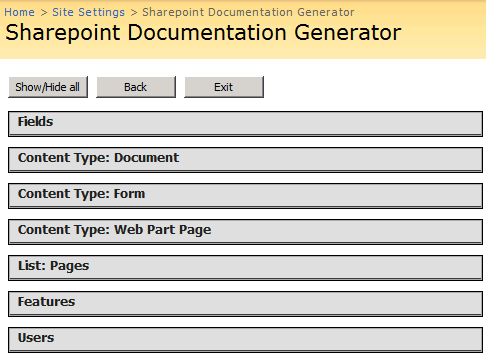 Home > Site Settings > Sharepoint Documentation Generator
Sharepoint Documentation Generator
Show/Hide all Back Exit
Fields
Content Type: Document
Content Type: Form
Content Type: Web Part Page
List: Pages
Features
Users